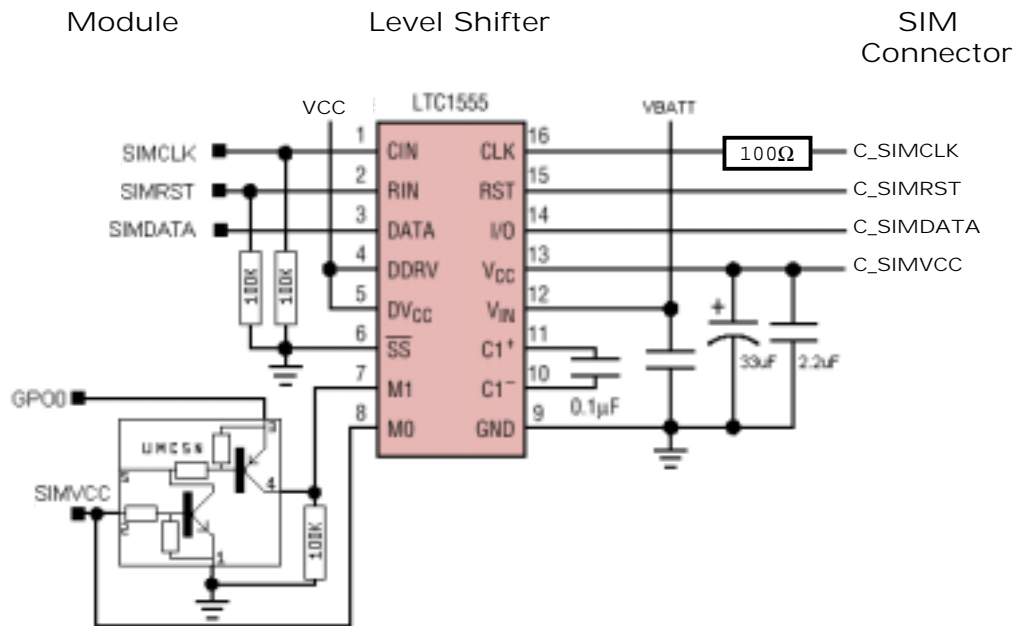 Module
Level Shifter
SIM
Connector
VCC
LTC1555
VBATT
1
16
SIMCLK
CIN
CLK
100Ω
C_SIMCLK
2
15
SIMRST
RIN
RST
C_SIMRST
3
14
SIMDATA
DATA
I/O
C_SIMDATA
4
13
DDRV
VCC
C_SIMVCC
100K
100K
5
12
DVCC
VIN
+
6
11
SS
C1+
33uF
2.2uF
7
10
M1
C1-
0.1µF
GPO0
8
9
M0
GND
3
UMC5N
5
4
SIMVCC
2
100K
1